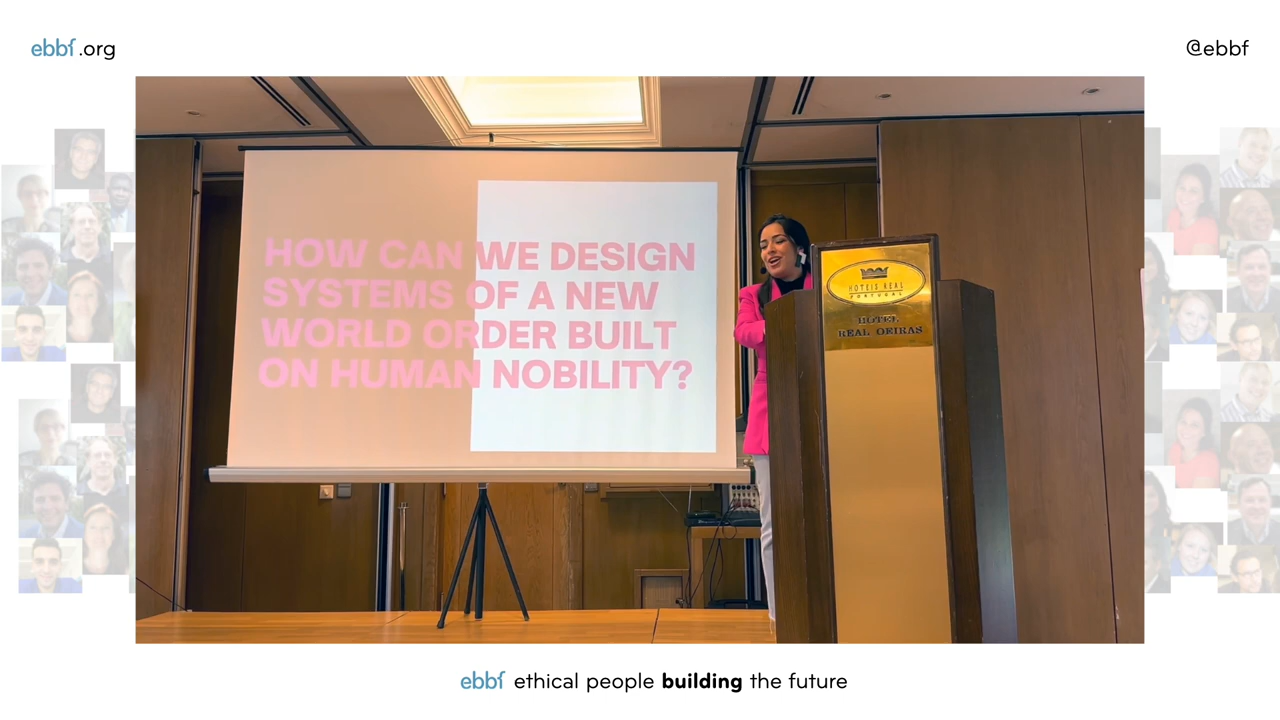 ebbf.org
@ebbf
HOW CAN WE DESIGN
SYSTEMS OF A NEW
WORLD ORDER BUILT
ON HUMAN NOBILITY?
HOTEIS REAL
PORTUGAL
HOTEL
REAL OEIRAS
ebbf ethical people building the future